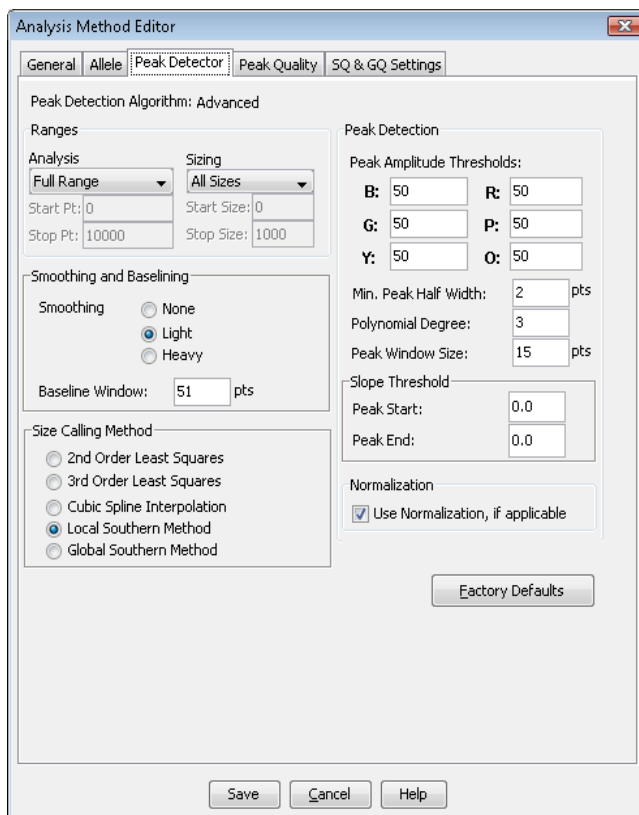 Analysis Method Editor
General Allele Peak Detector Peak Quality SQ & GQ Settings
Peak Detection Algorithm: Advanced
Ranges
Analysis Sizing
Full Range All Sizes
Start Pt: 0 Start Size: 0
Stop Pt: 10000 Stop Size: 1000
Smoothing and Baselining
Smoothing
None
Light
Heavy
Baseline Window: 51 pts
Size Calling Method
2nd Order Least Squares
3rd Order Least Squares
Cubic Spline Interpolation
Local Southern Method
Global Southern Method
Peak Detection
Peak Amplitude Thresholds:
B: 50 R: 50
G: 50 P: 50
Y: 50 O: 50
Min. Peak Half Width: 2 pts
Polynomial Degree: 3
Peak Window Size: 15 pts
Slope Threshold
Peak Start: 0.0
Peak End: 0.0
Normalization
Use Normalization, if applicable
Factory Defaults
Save Cancel Help